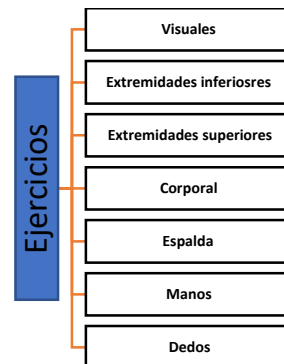 Ejercicios
Visuales
Extremidades inferiosres
Extremidades superiores
Corporal
Espalda
Manos
Dedos